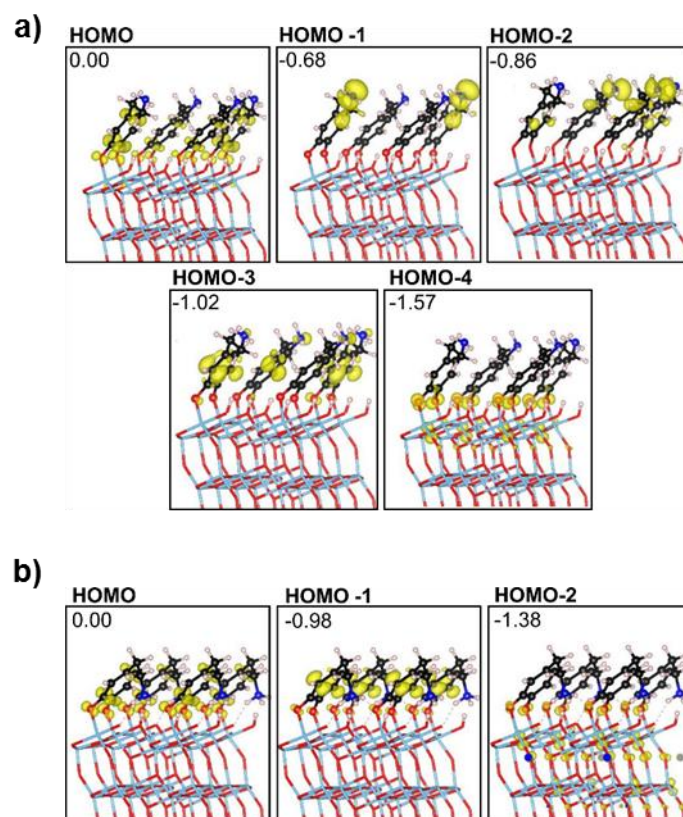 a)
HOMO
0.00
HOMO -1
-0.68
HOMO-2
-0.86
HOMO-3
-1.02
HOMO-4
-1.57
b)
HOMO
0.00
HOMO -1
-0.98
HOMO-2
-1.38